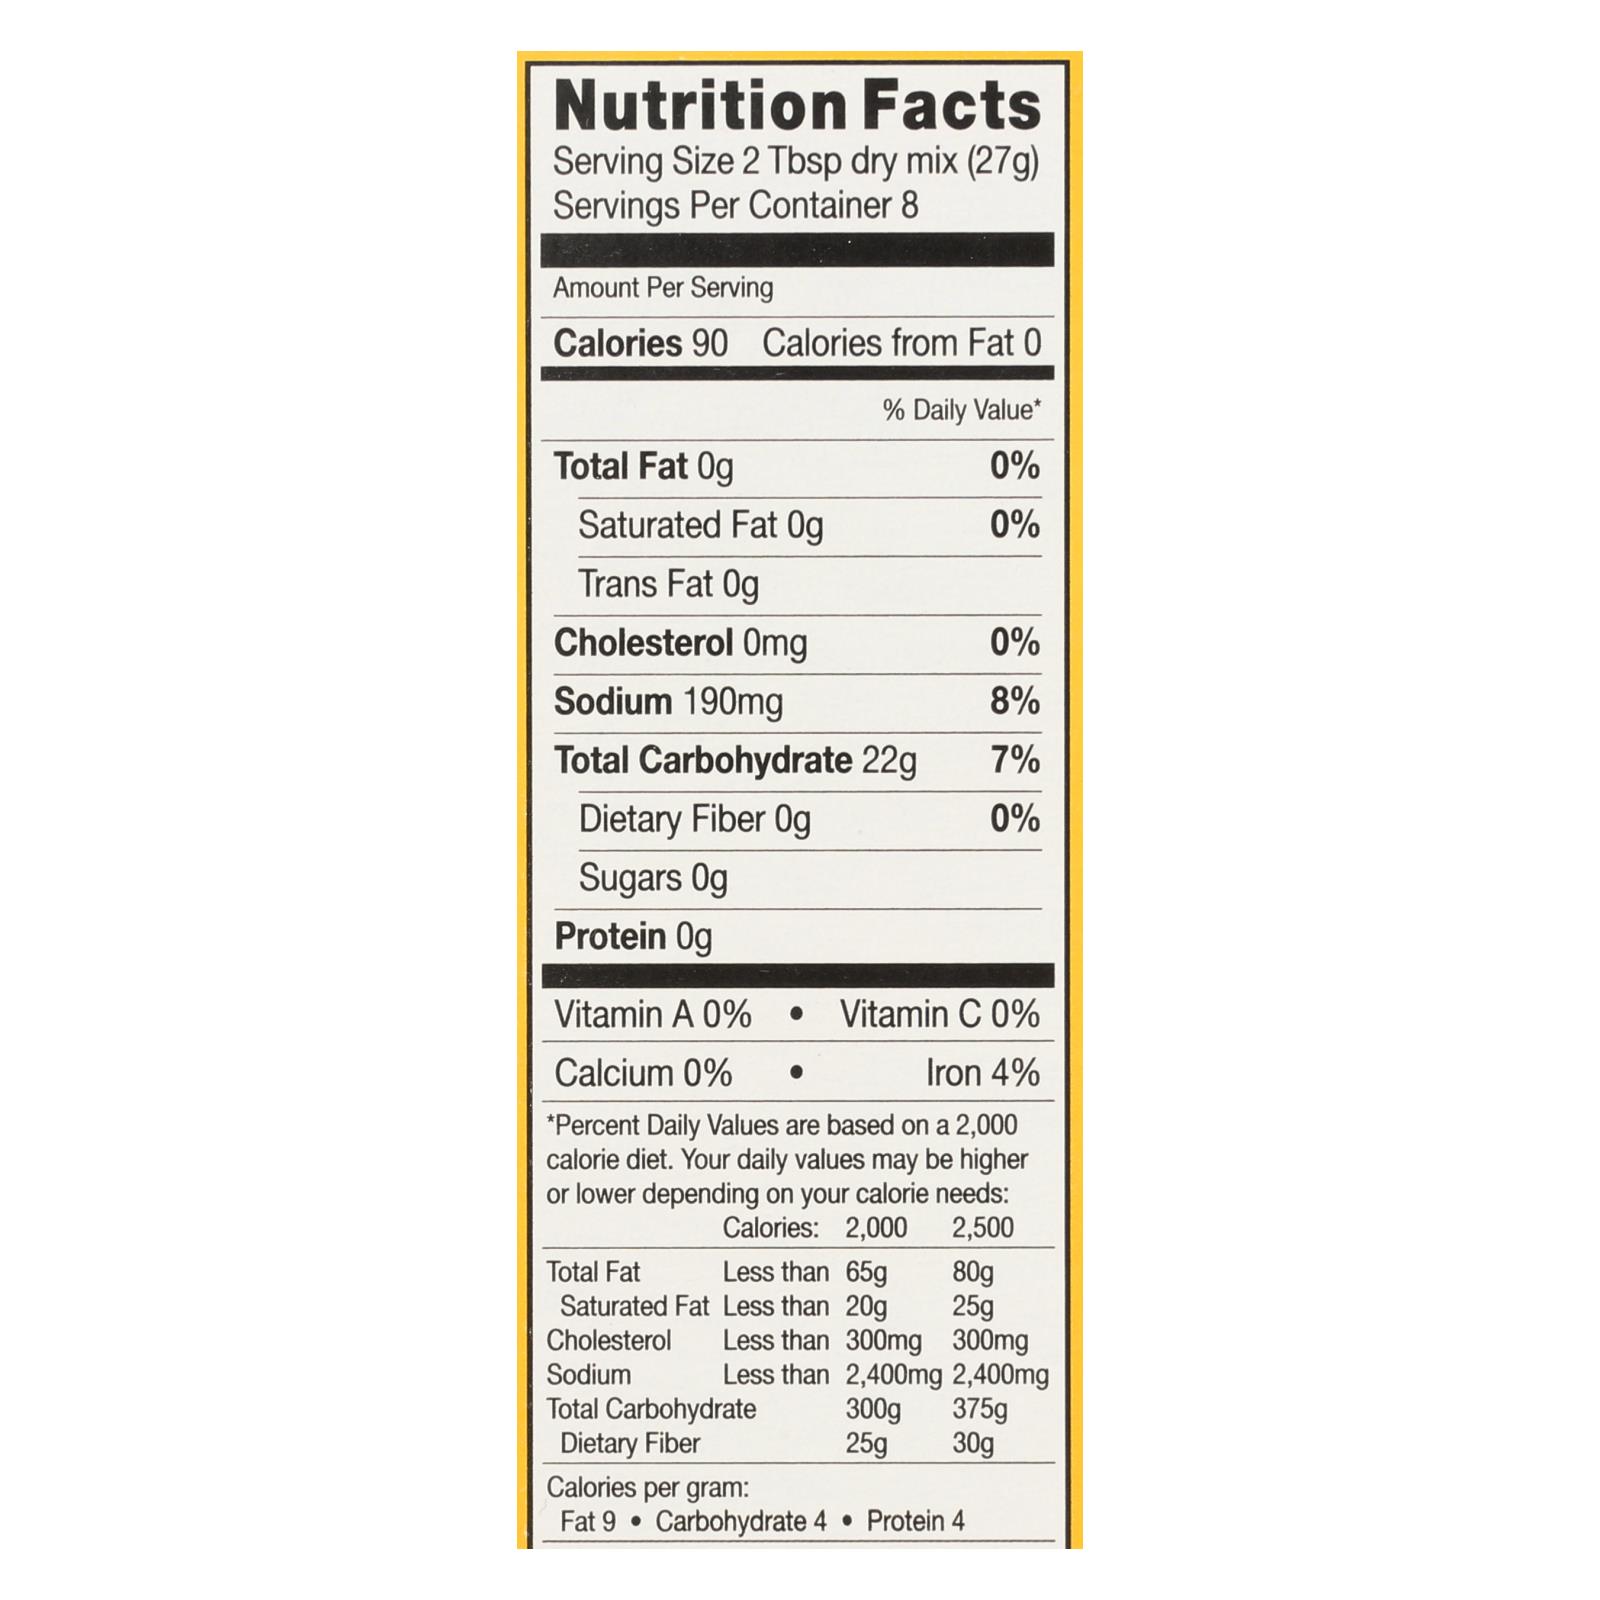 Nutrition Facts
Serving Size 2 Tbsp dry mix (27g)
Servings Per Container 8
Amount Per Serving
Calories 90 Calories from Fat 0
% Daily Value*
Total Fat 0g 0%
Saturated Fat 0g 0%
Trans Fat 0g
Cholesterol 0mg 0%
Sodium 190mg 8%
Total Carbohydrate 22g 7%
Dietary Fiber 0g 0%
Sugars 0g
Protein 0g
Vitamin A 0% • Vitamin C 0%
Calcium 0% • Iron 4%
*Percent Daily Values are based on a 2,000
calorie diet. Your daily values may be higher
or lower depending on your calorie needs:
Calories: 2,000 2,500
Total Fat Less than 65g 80g
Saturated Fat Less than 20g 25g
Cholesterol Less than 300mg 300mg
Sodium Less than 2,400mg 2,400mg
Total Carbohydrate 300g 375g
Dietary Fiber 25g 30g
Calories per gram:
Fat 9 • Carbohydrate 4 • Protein 4